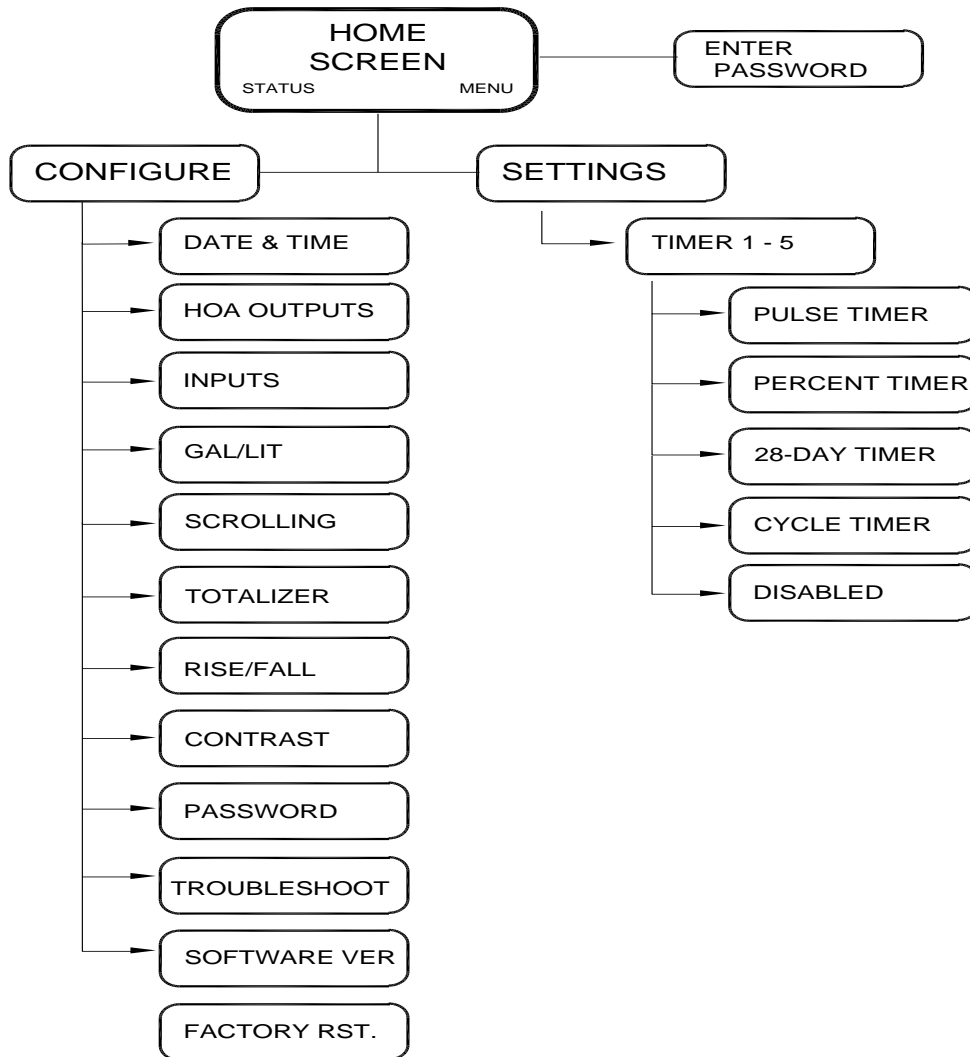 HOME
SCREEN
STATUS MENU
ENTER
PASSWORD
CONFIGURE
SETTINGS
DATE & TIME
HOA OUTPUTS
INPUTS
GAL/LIT
SCROLLING
TOTALIZER
RISE/FALL
CONTRAST
PASSWORD
TROUBLESHOOT
SOFTWARE VER
FACTORY RST.
TIMER 1 - 5
PULSE TIMER
PERCENT TIMER
28-DAY TIMER
CYCLE TIMER
DISABLED